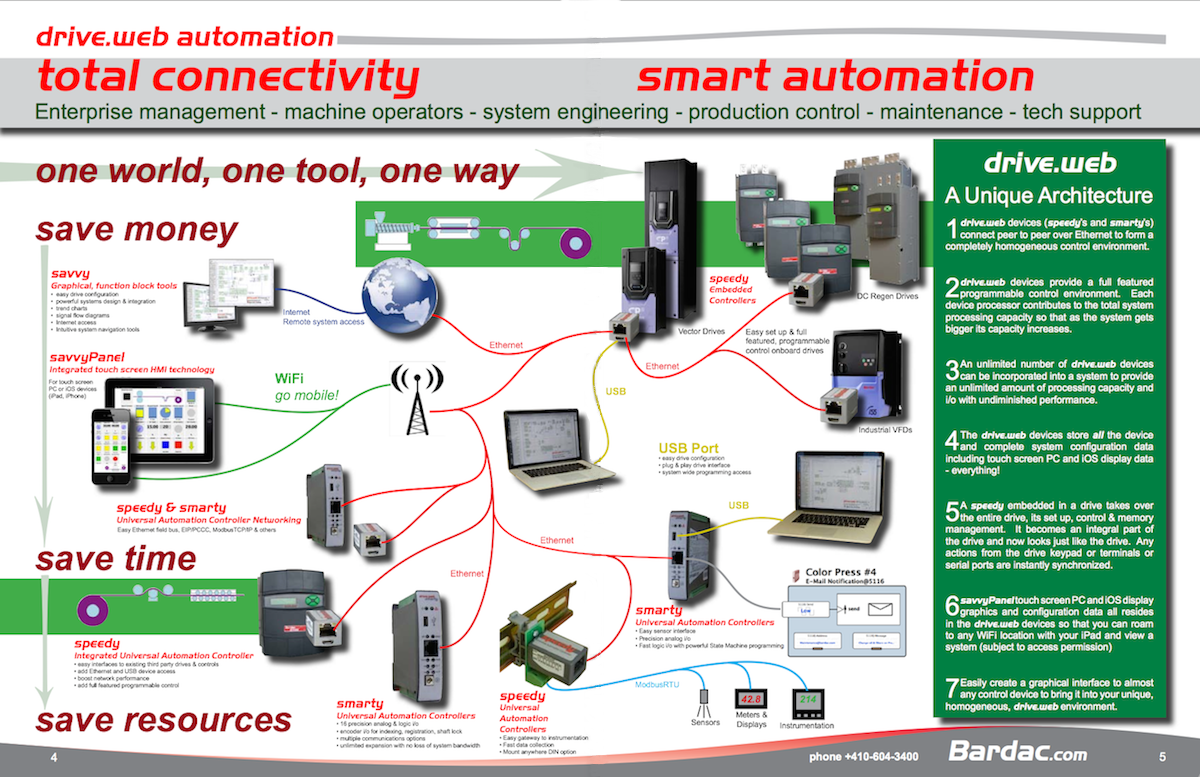 drive.web automation
total connectivity
smart automation
Enterprise management - machine operators - system engineering - production control - maintenance - tech support
one world, one tool, one way
save money
savvy
Graphical, function block tools
• easy drive configuration
• powerful systems design & integration
• trend charts
• signal flow diagrams
• Internet access
• Intuitive system navigation tools
Internet
Remote system access
Ethernet
speedy
Embedded
Controllers
DC Regen Drives
Vector Drives
Easy set up & full
featured, programmable
control onboard drives
Ethernet
savvyPanel
Integrated touch screen HMI technology
For touch screen
PC or iOS devices
(iPad, iPhone)
WiFi
go mobile!
USB
Industrial VFDs
USB Port
• easy drive configuration
• plug & play drive interface
• system wide programming access
USB
speedy & smarty
Universal Automation Controller Networking
Easy Ethernet field bus, EIP/PCCC, ModbusTCP/IP & others
save time
Ethernet
Ethernet
Color Press #4
E-Mail Notification@5116
Low
send
smarty
Universal Automation Controllers
• Easy sensor interface
• Precision analog i/o
• Fast logic i/o with powerful State Machine programming
speedy
Integrated Universal Automation Controller
• easy interfaces to existing third party drives & controls
• add Ethernet and USB device access
• boost network performance
• add full featured programmable control
smarty
Universal Automation Controllers
• 16 precision analog & logic i/o
• encoder i/o for indexing, registration, shaft lock
• multiple communications options
• unlimited expansion with no loss of system bandwidth
speedy
Universal
Automation
Controllers
• Easy gateway to instrumentation
• Fast data collection
• Mount anywhere DIN option
ModbusRTU
42.8
214
Sensors
Meters &
Displays
Instrumentation
save resources
drive.web
A Unique Architecture
1 drive.web devices (speedy's and smarty's)
connect peer to peer over Ethernet to form a
completely homogeneous control environment.
2 drive.web devices provide a full featured
programmable control environment. Each
device processor contributes to the total system
processing capacity so that as the system gets
bigger its capacity increases.
3 An unlimited number of drive.web devices
can be incorporated into a system to provide
an unlimited amount of processing capacity and
i/o with undiminished performance.
4 The drive.web devices store all the device
and complete system configuration data
including touch screen PC and iOS display data
- everything!
5 A speedy embedded in a drive takes over
the entire drive, its set up, control & memory
management. It becomes an integral part of
the drive and now looks just like the drive. Any
actions from the drive keypad or terminals or
serial ports are instantly synchronized.
6 savvyPanel touch screen PC and iOS display
graphics and configuration data all resides
in the drive.web devices so that you can roam
to any WiFi location with your iPad and view a
system (subject to access permission)
7 Easily create a graphical interface to almost
any control device to bring it into your unique,
homogeneous, drive.web environment.
4
phone +410-604-3400
Bardac.com
5